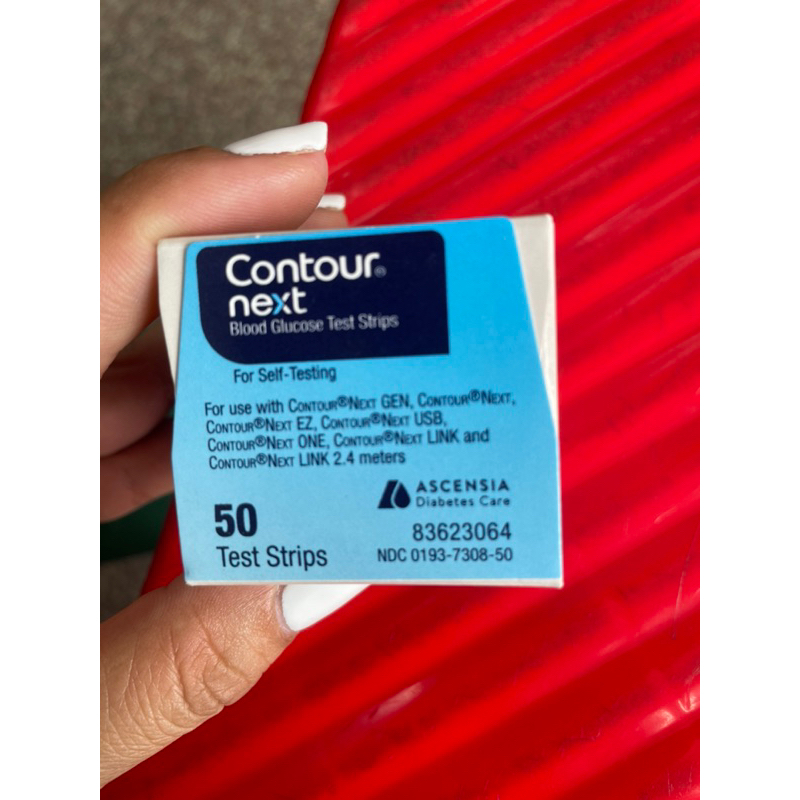 Contour®
next
Blood Glucose Test Strips
For Self-Testing
For use with CONTOUR®NEXT GEN, CONTOUR®NEXT,
CONTOUR®NEXT EZ, CONTOUR®NEXT USB,
CONTOUR®NEXT ONE, CONTOUR®NEXT LINK and
CONTOUR®NEXT LINK 2.4 meters
ASCENSIA
Diabetes Care
50
Test Strips
83623064
NDC 0193-7308-50